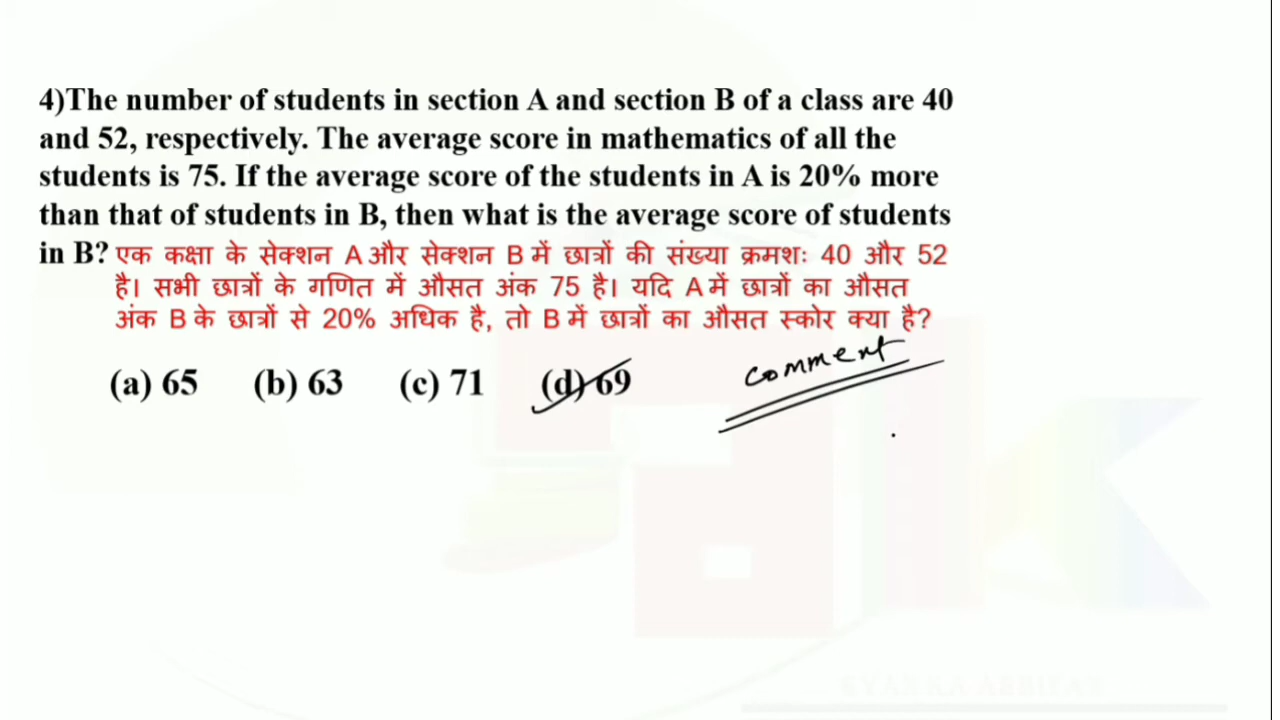 4)The number of students in section A and section B of a class are 40
and 52, respectively. The average score in mathematics of all the
students is 75. If the average score of the students in A is 20% more
than that of students in B, then what is the average score of students
in B? एक कक्षा के सेक्शन A और सेक्शन B में छात्रों की संख्या क्रमशः 40 और 52
है। सभी छात्रों के गणित में औसत अंक 75 है। यदि A में छात्रों का औसत
अंक B के छात्रों से 20% अधिक है, तो B में छात्रों का औसत स्कोर क्या है?
(a) 65 (b) 63 (c) 71 (d) 69
comment